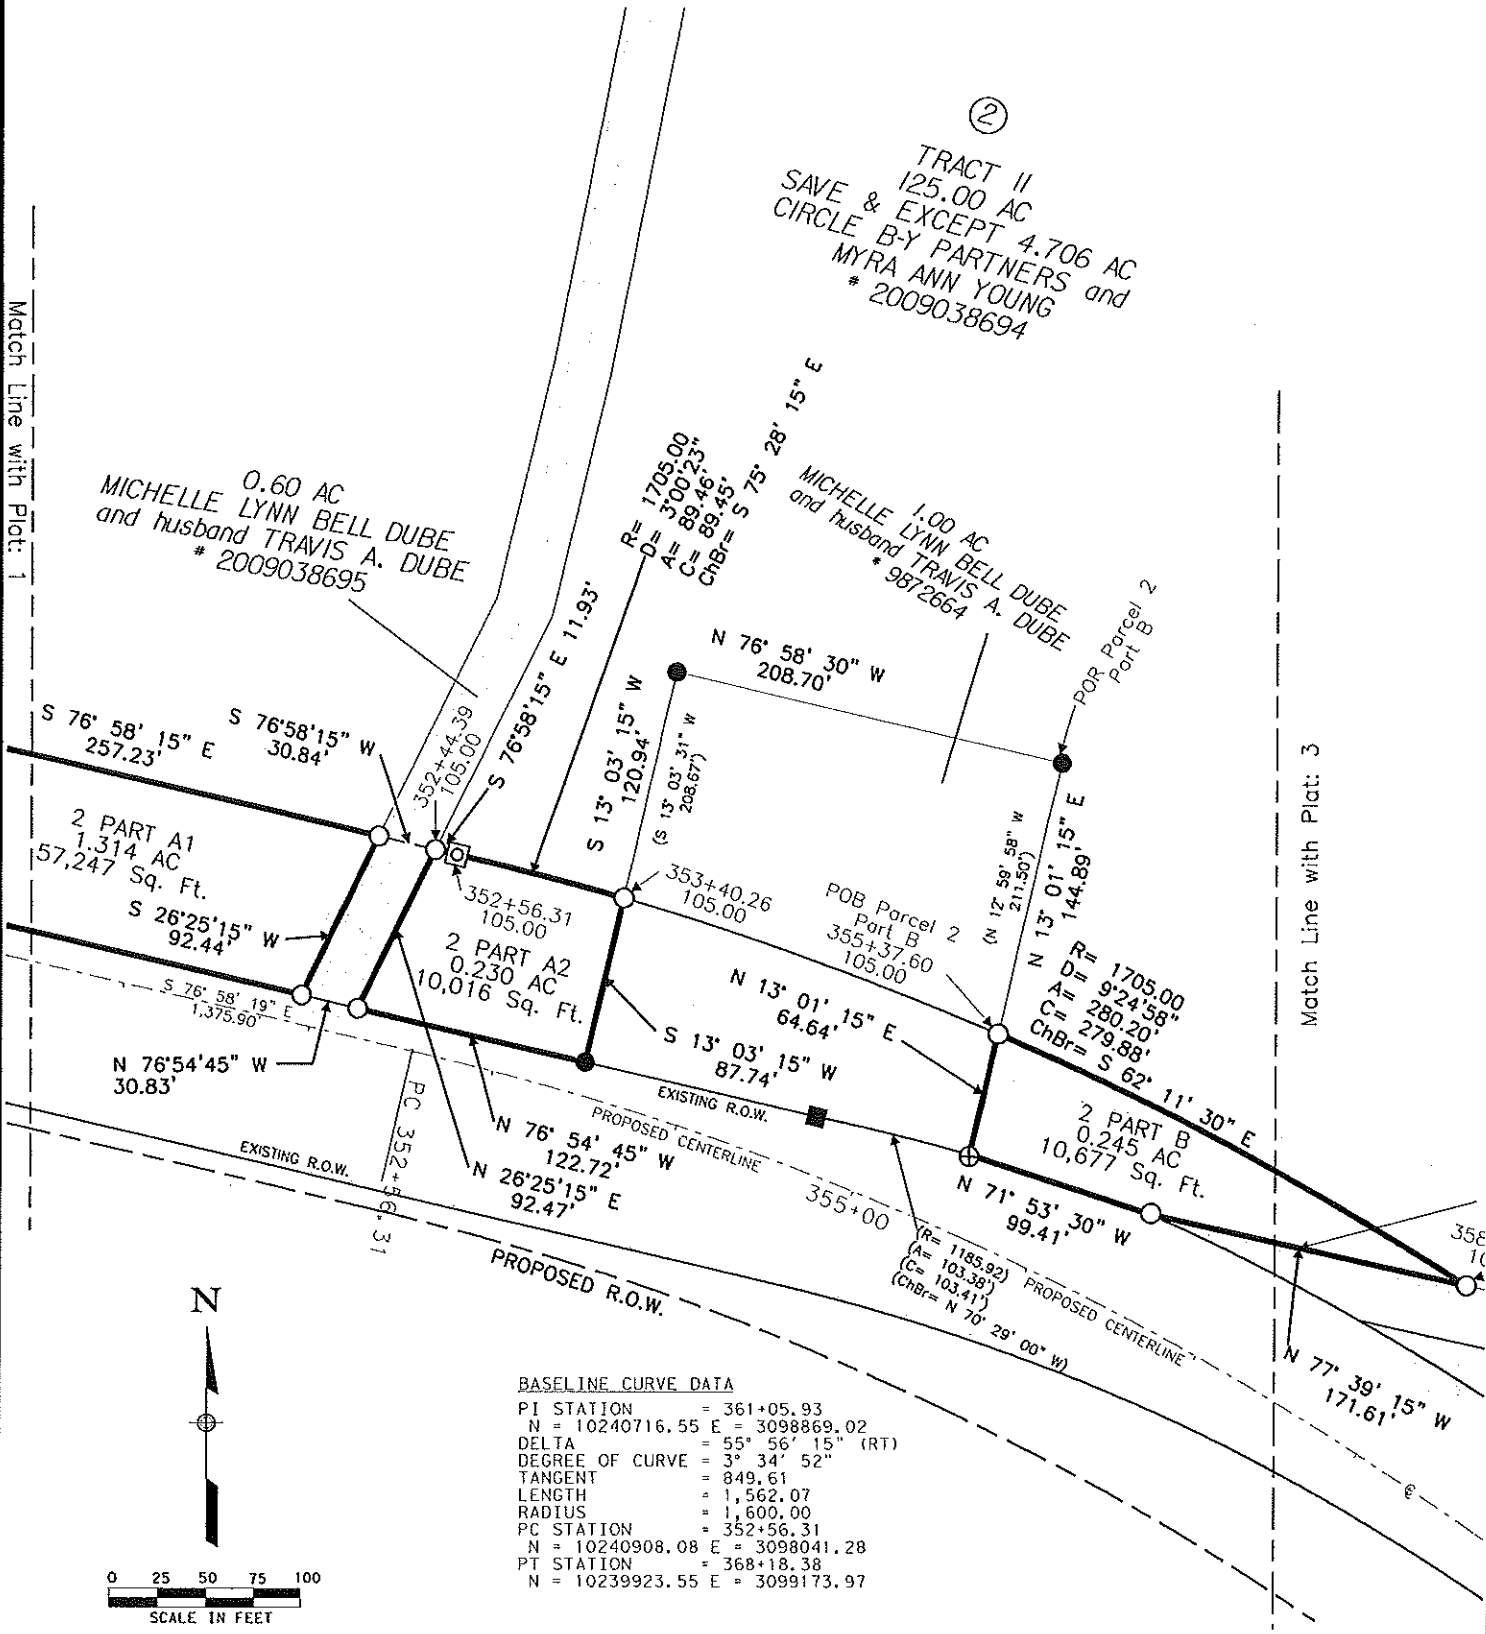 2
TRACT II
125.00 AC
SAVE & EXCEPT 4.706 AC
CIRCLE B-Y PARTNERS and
MYRA ANN YOUNG
# 2009038694
Match Line with Plat: 1
0.60 AC
MICHELLE LYNN BELL DUBE
and husband TRAVIS A. DUBE
# 2009038695
R= 1705.00
D= 3°00'23"
A= 89.46'
C= 89.45'
ChBr= S 75° 28' 15" E
1.00 AC
MICHELLE LYNN BELL DUBE
and husband TRAVIS A. DUBE
# 9872664
POR Parcel 2
Part B
N 76° 58' 30" W
208.70'
S 76°58'15" E 11.93'
S 13° 03' 15" W
120.94'
(S 13° 03' 31" W
208.67')
S 76° 58' 15" E
257.23'
S 76°58'15" W
30.84'
352+44.39
105.00
2 PART A1
1.314 AC
57,247 Sq. Ft.
S 26°25'15" W
92.44'
352+56.31
105.00
2 PART A2
0.230 AC
10,016 Sq. Ft.
353+40.26
105.00
POB Parcel 2
Part B
355+37.60
105.00
(N 12° 59' 58" W
211.50')
N 13° 01' 15" E
144.89'
R= 1705.00
D= 9°24'58"
A= 280.20'
C= 279.88'
ChBr= S 62° 11' 30" E
Match Line with Plat: 3
S 76° 58' 19" E
1,375.90'
N 76°54'45" W
30.83'
N 13° 01' 15" E
64.64'
S 13° 03' 15" W
87.74'
EXISTING R.O.W.
2 PART B
0.245 AC
10,677 Sq. Ft.
EXISTING R.O.W.
PC 352+56.31
N 76° 54' 45" W
122.72'
N 26°25'15" E
92.47'
PROPOSED CENTERLINE
355+00
N 71° 53' 30" W
99.41'
(R= 1185.92)
(A= 103.38')
(C= 103.41')
(ChBr= N 70° 29' 00" W)
PROPOSED CENTERLINE
358
10
N 77° 39' 15" W
171.61'
PROPOSED R.O.W.
N
BASELINE CURVE DATA
PI STATION = 361+05.93
N = 10240716.55 E = 3098869.02
DELTA = 55° 56' 15" (RT)
DEGREE OF CURVE = 3° 34' 52"
TANGENT = 849.61
LENGTH = 1,562.07
RADIUS = 1,600.00
PC STATION = 352+56.31
N = 10240908.08 E = 3098041.28
PT STATION = 368+18.38
N = 10239923.55 E = 3099173.97
0 25 50 75 100
SCALE IN FEET